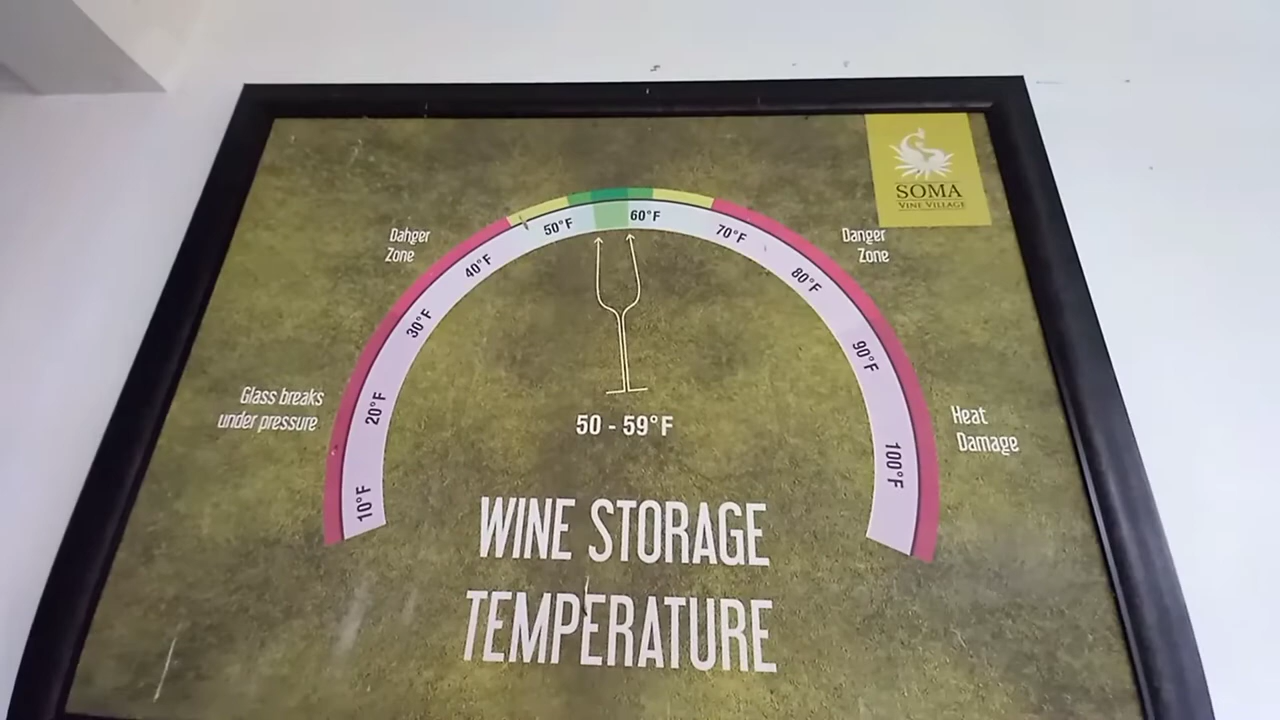 SOMA
VINE VILLAGE
50°F
60°F
Danger
Zone
40°F
70°F
Danger
Zone
30°F
80°F
20°F
90°F
Glass breaks
under pressure
50 - 59°F
Heat
Damage
10°F
100°F
WINE STORAGE
TEMPERATURE